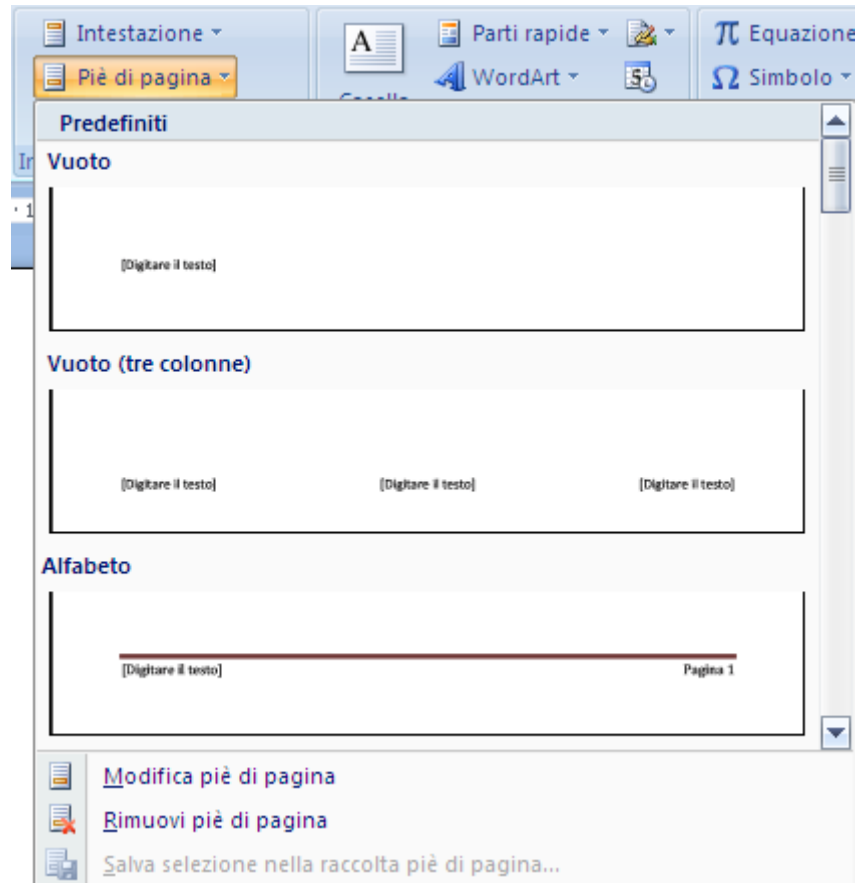 Intestazione
Parti rapide
Equazione
Piè di pagina
A
WordArt
Simbolo
Predefiniti
Vuoto
[Digitare il testo]
Vuoto (tre colonne)
[Digitare il testo] [Digitare il testo] [Digitare il testo]
Alfabeto
[Digitare il testo] Pagina 1
Modifica piè di pagina
Rimuovi piè di pagina
Salva selezione nella raccolta piè di pagina...